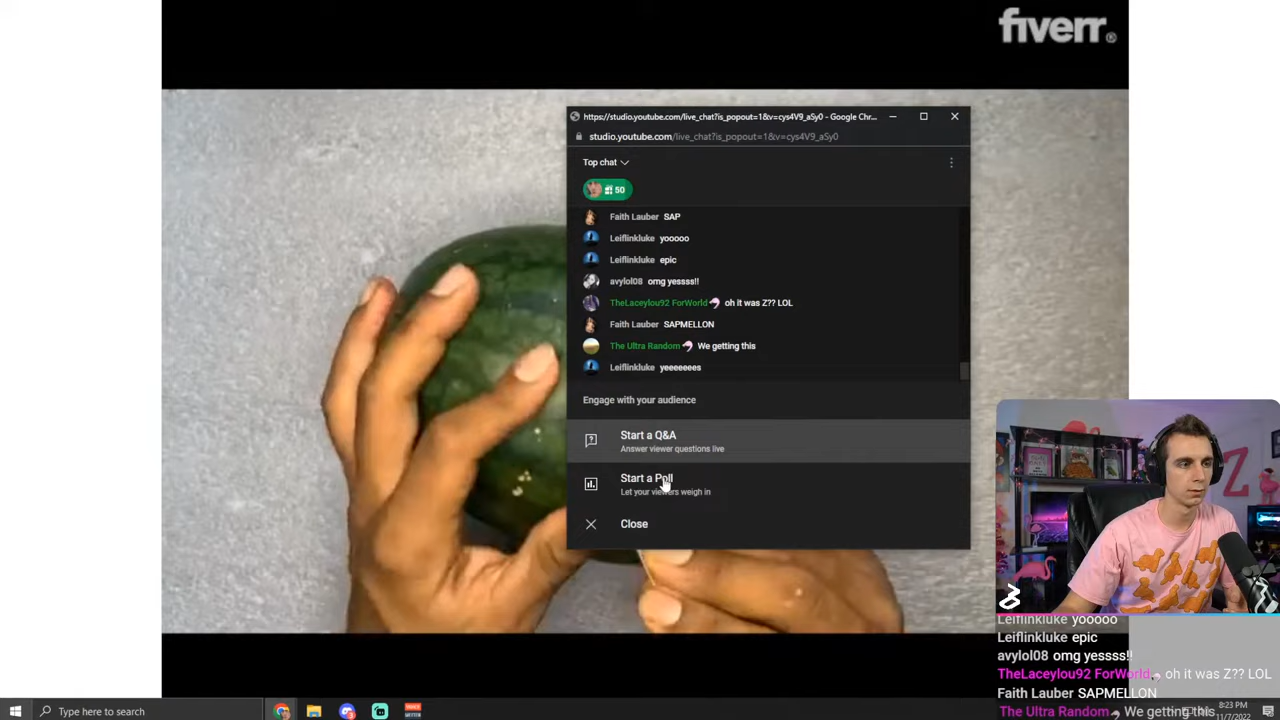 fiverr®
https://studio.youtube.com/live_chat?is_popout=1&v=cys4V9_aSy0 - Google Chr...
studio.youtube.com/live_chat?is_popout=1&v=cys4V9_aSy0
Top chat
50
Faith Lauber SAP
Leiflinkluke yooooo
Leiflinkluke epic
avylol08 omg yessss!!
TheLaceylou92 ForWorld oh it was Z?? LOL
Faith Lauber SAPMELLON
The Ultra Random We getting this
Leiflinkluke yeeeeeees
Engage with your audience
Start a Q&A
Answer viewer questions live
Start a Poll
Let your viewers weigh in
Close
Leiflinkluke yooooo
Leiflinkluke epic
avylol08 omg yessss!!
TheLaceylou92 ForWorld oh it was Z?? LOL
Faith Lauber SAPMELLON
The Ultra Random We getting this
Type here to search
8:23 PM
11/7/2022